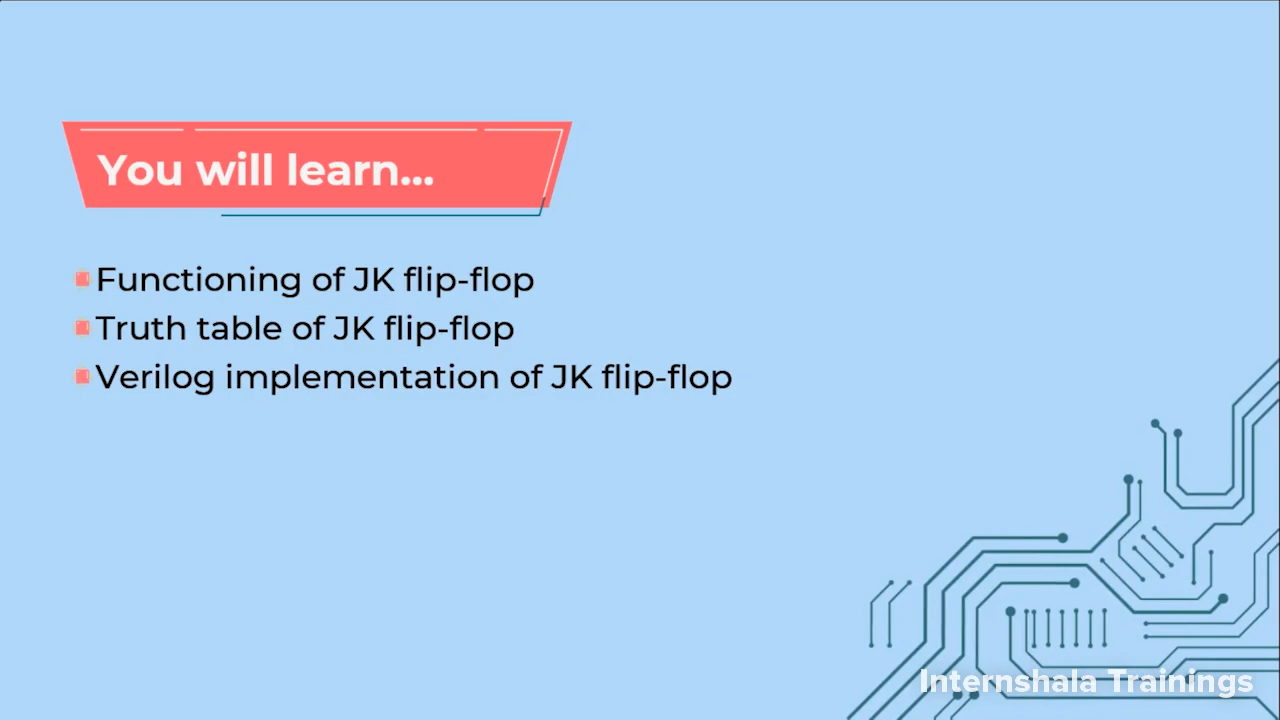 You will learn...
Functioning of JK flip-flop
Truth table of JK flip-flop
Verilog implementation of JK flip-flop
Internshala Trainings